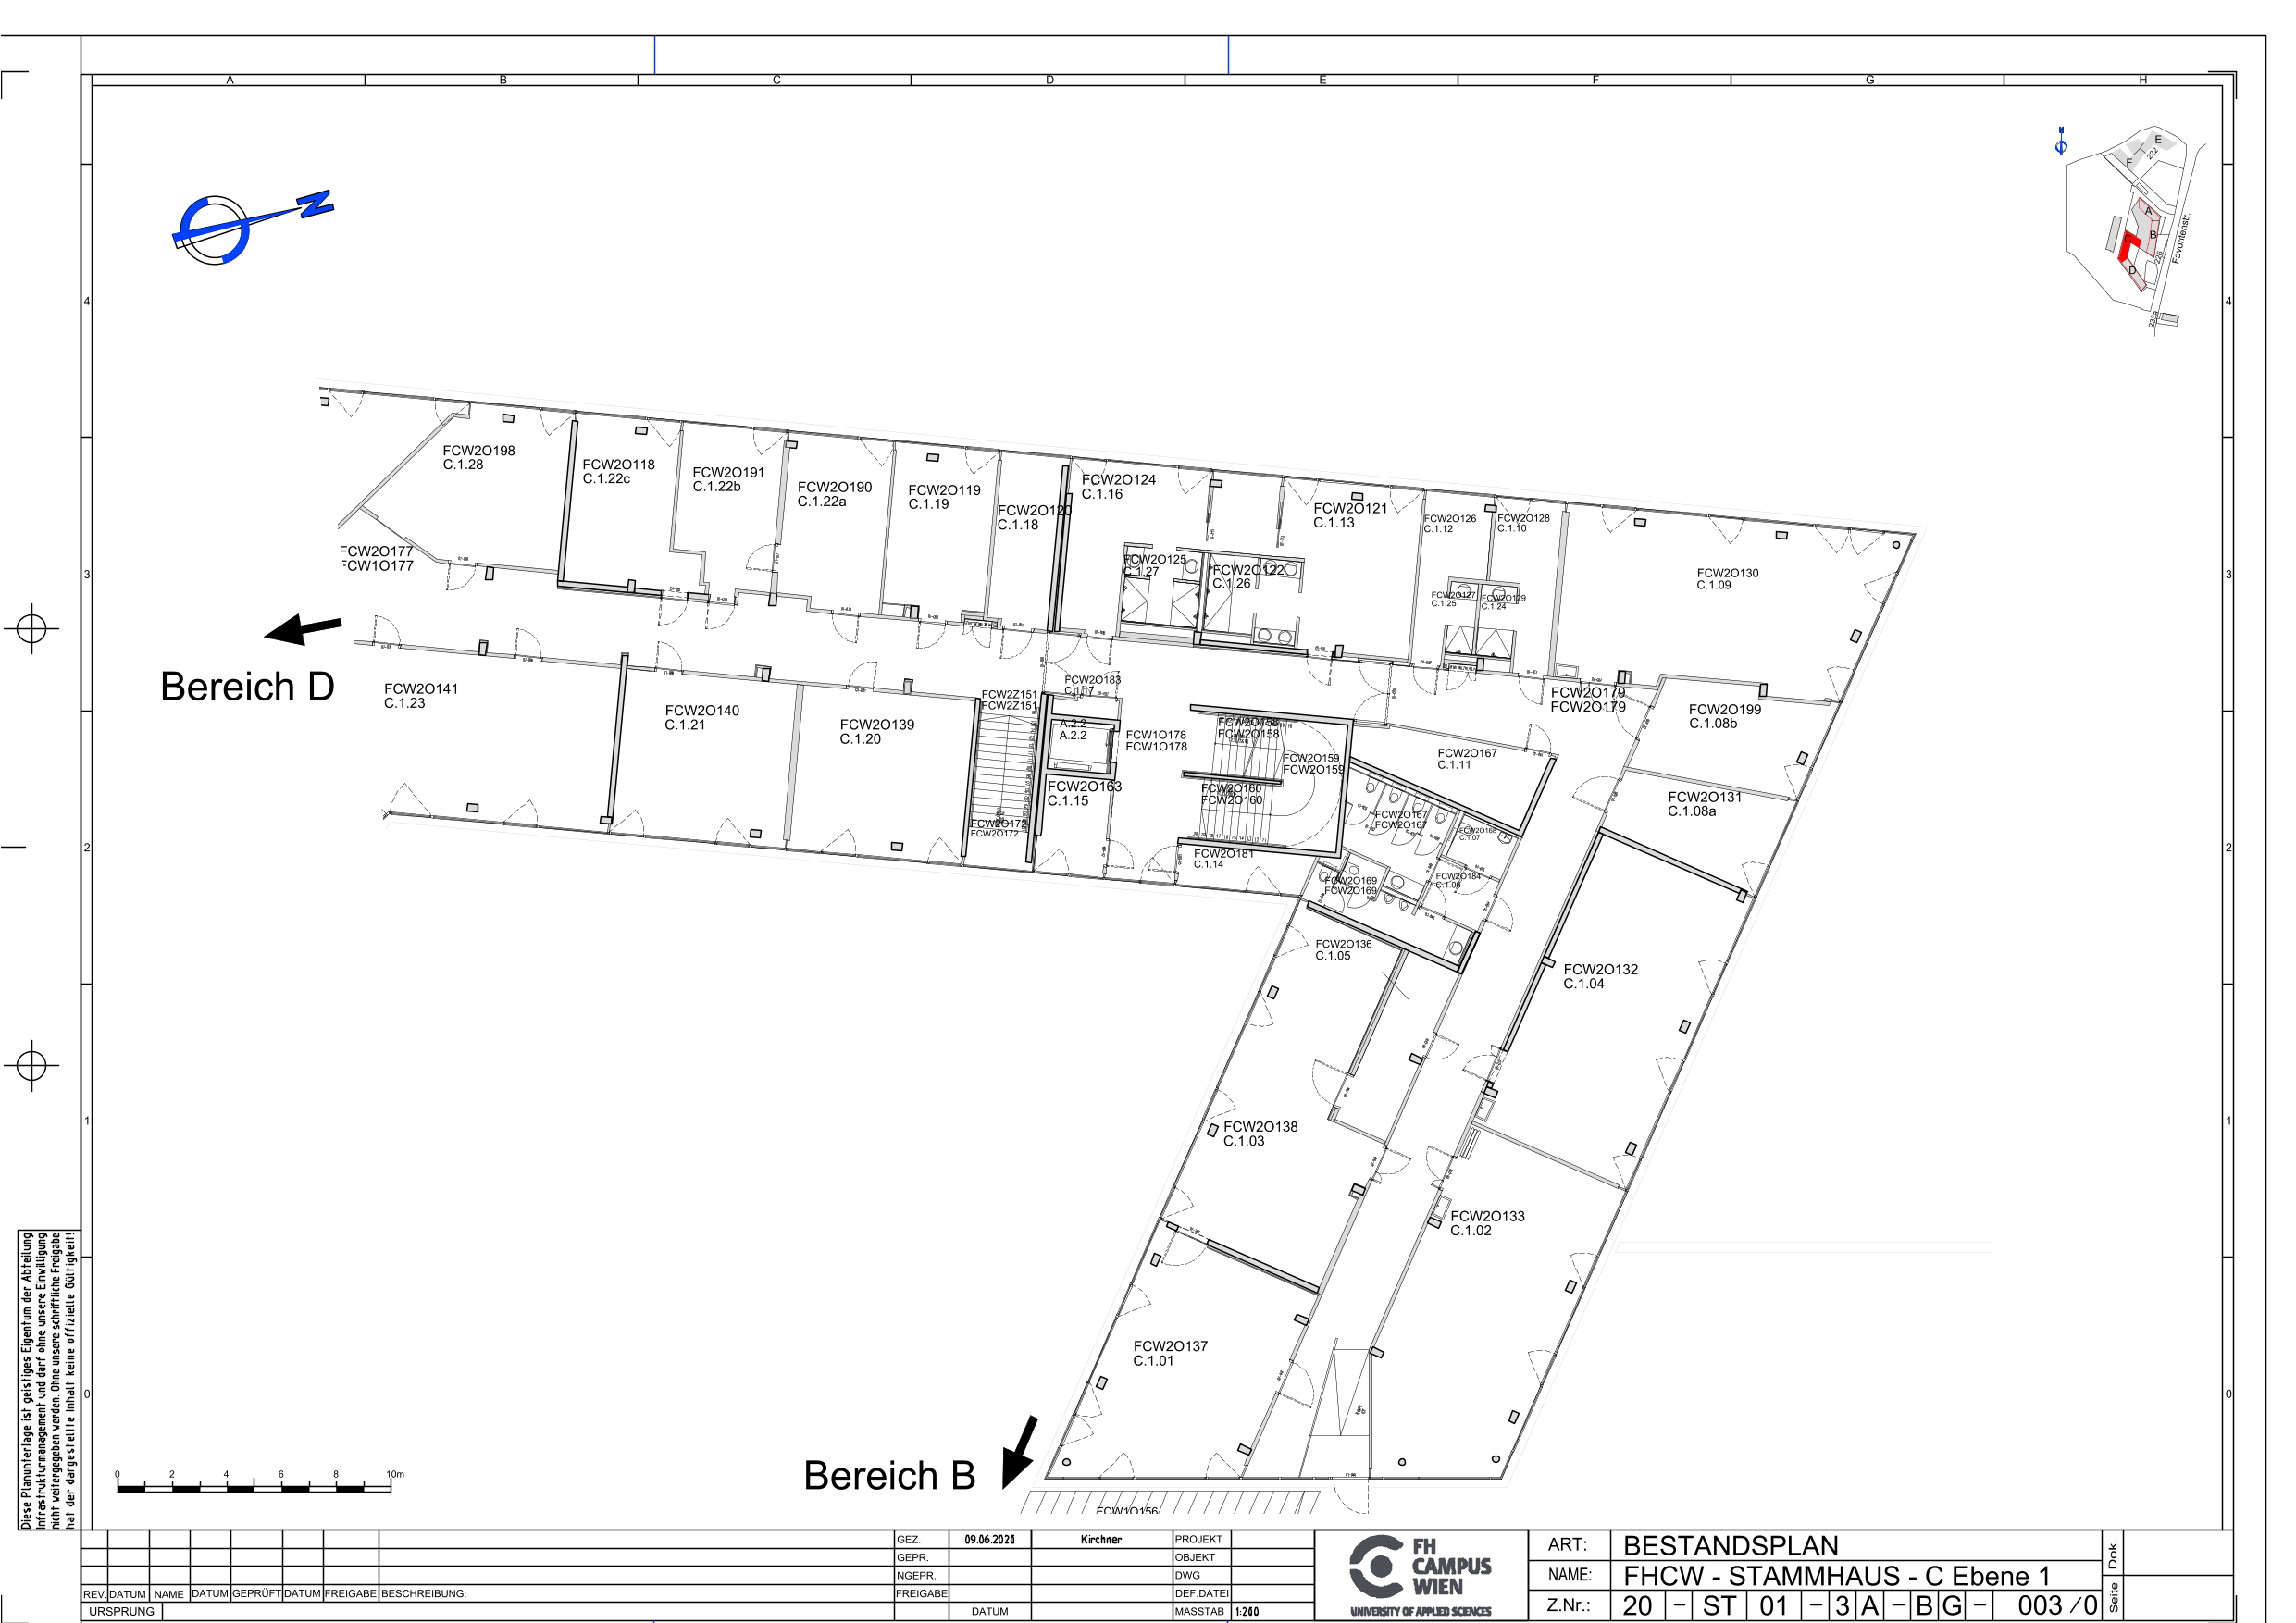 A B C D E F G H
N
N
E
F
222
A
B
C
D
226
Favoritenstr.
233a
4 4
FCW2O198
C.1.28
FCW2O118
C.1.22c
FCW2O191
C.1.22b
FCW2O190
C.1.22a
FCW2O119
C.1.19
FCW2O120
C.1.18
FCW2O124
C.1.16
FCW2O121
C.1.13
FCW2O126
C.1.12
FCW2O128
C.1.10
FCW2O177
FCW1O177
FCW2O125
C.1.27
FCW2O122
C.1.26
FCW2O127
C.1.25
FCW2O129
C.1.24
FCW2O130
C.1.09
3 3
Bereich D
FCW2O141
C.1.23
FCW2O140
C.1.21
FCW2O139
C.1.20
FCW2Z151
FCW2Z151
FCW2O183
C.1.17
A.2.2
A.2.2
FCW1O178
FCW1O178
FCW2O158
FCW2O158
FCW2O159
FCW2O159
FCW2O160
FCW2O160
FCW2O163
C.1.15
FCW2O172
FCW2O172
FCW2O181
C.1.14
FCW2O167
C.1.11
FCW2O179
FCW2O179
FCW2O199
C.1.08b
FCW2O131
C.1.08a
FCW2O167
FCW2O167
FCW2O168
C.1.07
FCW2O184
C.1.06
FCW2O169
FCW2O169
2 2
FCW2O136
C.1.05
FCW2O132
C.1.04
1 1
FCW2O138
C.1.03
FCW2O133
C.1.02
FCW2O137
C.1.01
0 0
Bereich B
FCW1O156
0 2 4 6 8 10m
Diese Planunterlage ist geistiges Eigentum der Abteilung
Infrastrukturmanagement und darf ohne unsere Einwilligung
nicht weitergegeben werden. Ohne unsere schriftliche Freigabe
hat der dargestellte Inhalt keine offizielle Gültigkeit!
REV. DATUM NAME DATUM GEPRÜFT DATUM FREIGABE BESCHREIBUNG:
URSPRUNG
GEZ. 09.06.2020 Kirchner
GEPR.
NGEPR.
FREIGABE
DATUM
PROJEKT
OBJEKT
DWG
DEF.DATEI
MASSTAB 1:200
FH
CAMPUS
WIEN
UNIVERSITY OF APPLIED SCIENCES
ART: BESTANDSPLAN
NAME: FHCW - STAMMHAUS - C Ebene 1
Z.Nr.: 20 - ST 01 - 3 A - B G - 003 /0
Dok.
Seite